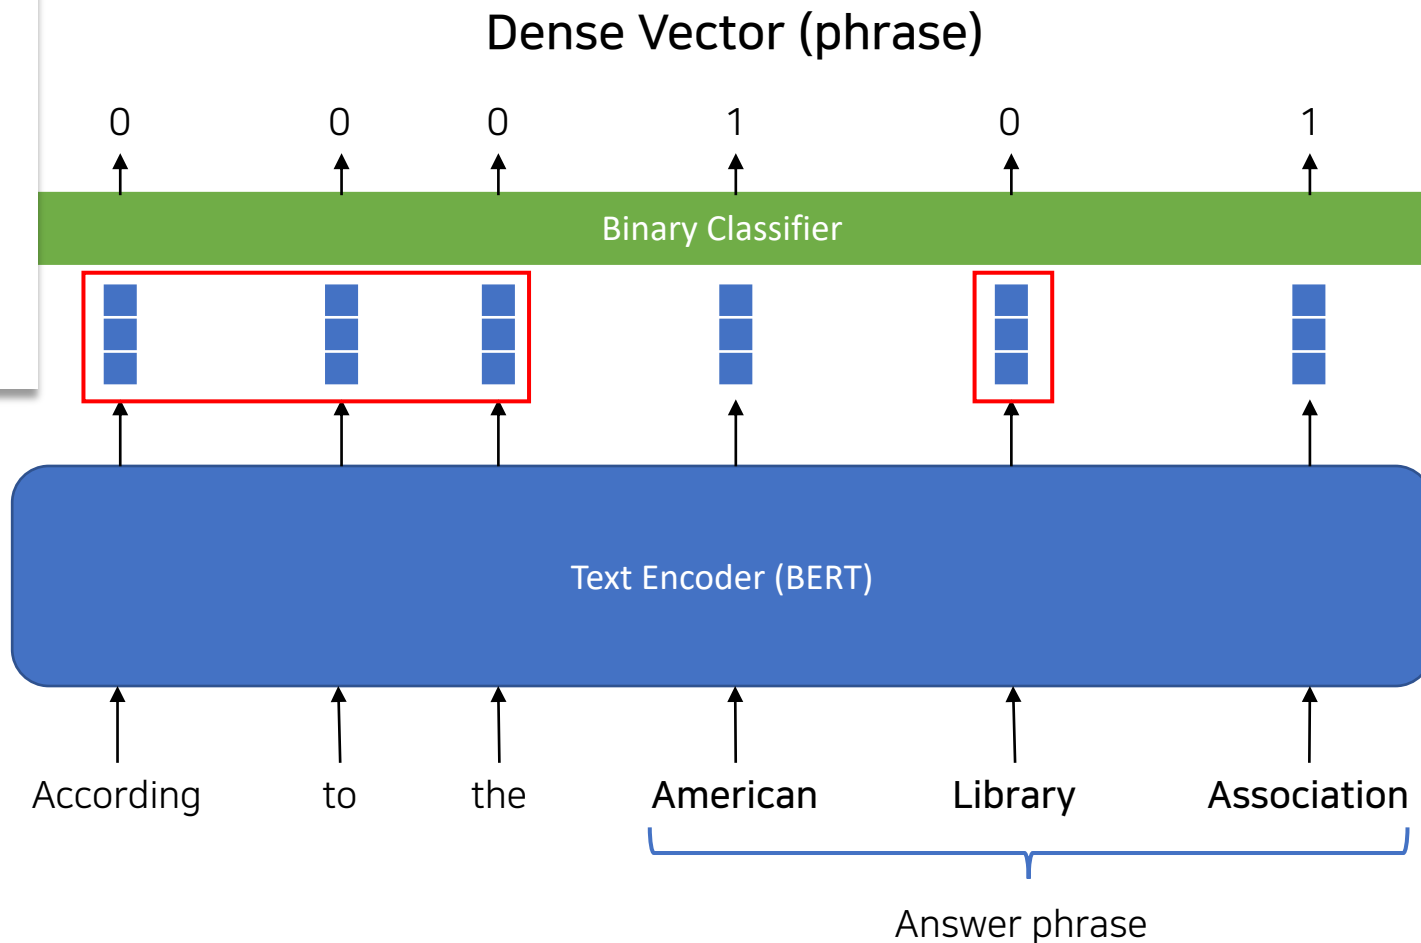 Dense Vector (phrase)
0 0 0 1 0 1
Binary Classifier
Text Encoder (BERT)
According to the American Library Association
Answer phrase